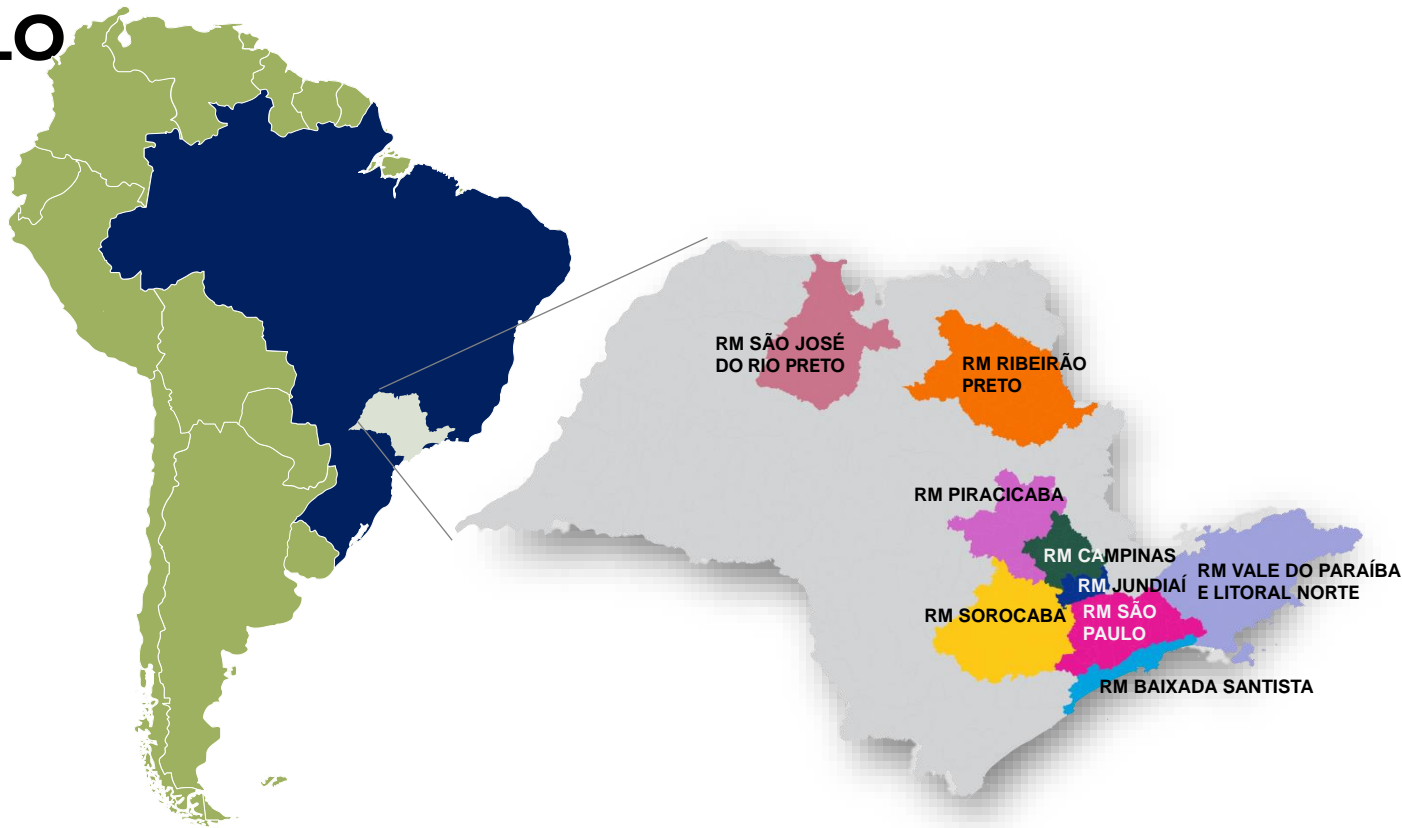 LO
RM SÃO JOSÉ
DO RIO PRETO
RM RIBEIRÃO
PRETO
RM PIRACICABA
RM CAMPINAS
RM VALE DO PARAÍBA
E LITORAL NORTE
RM JUNDIAÍ
RM SÃO
PAULO
RM SOROCABA
RM BAIXADA SANTISTA